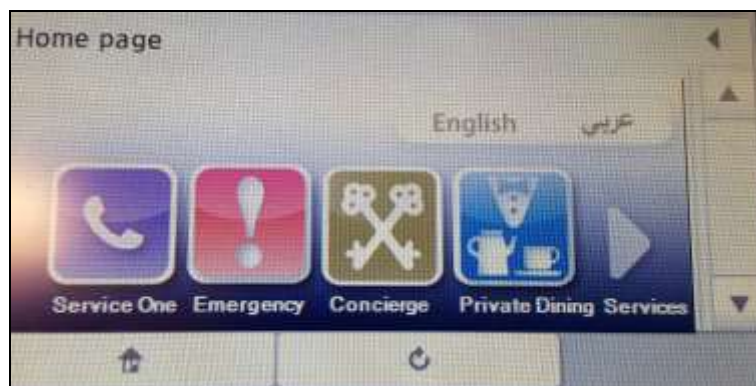 Home page
English عربي
Service One Emergency Concierge Private Dining Services